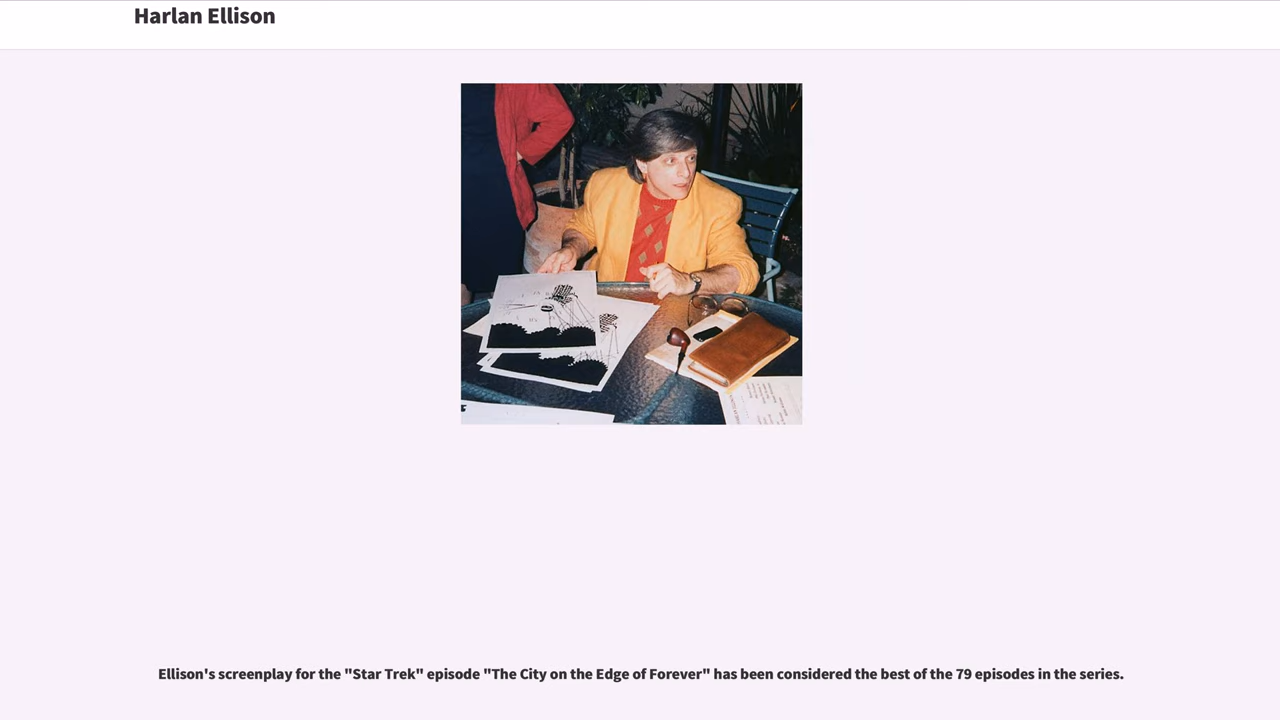 Harlan Ellison
Ellison's screenplay for the "Star Trek" episode "The City on the Edge of Forever" has been considered the best of the 79 episodes in the series.